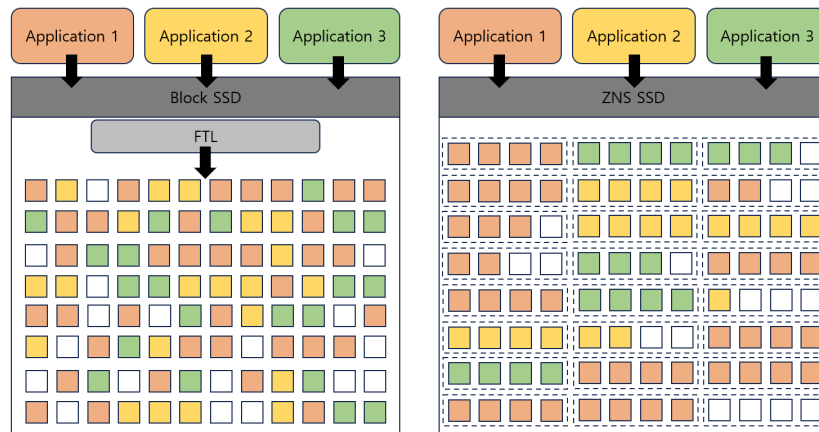 Application 1
Application 2
Application 3
Block SSD
FTL
Application 1
Application 2
Application 3
ZNS SSD